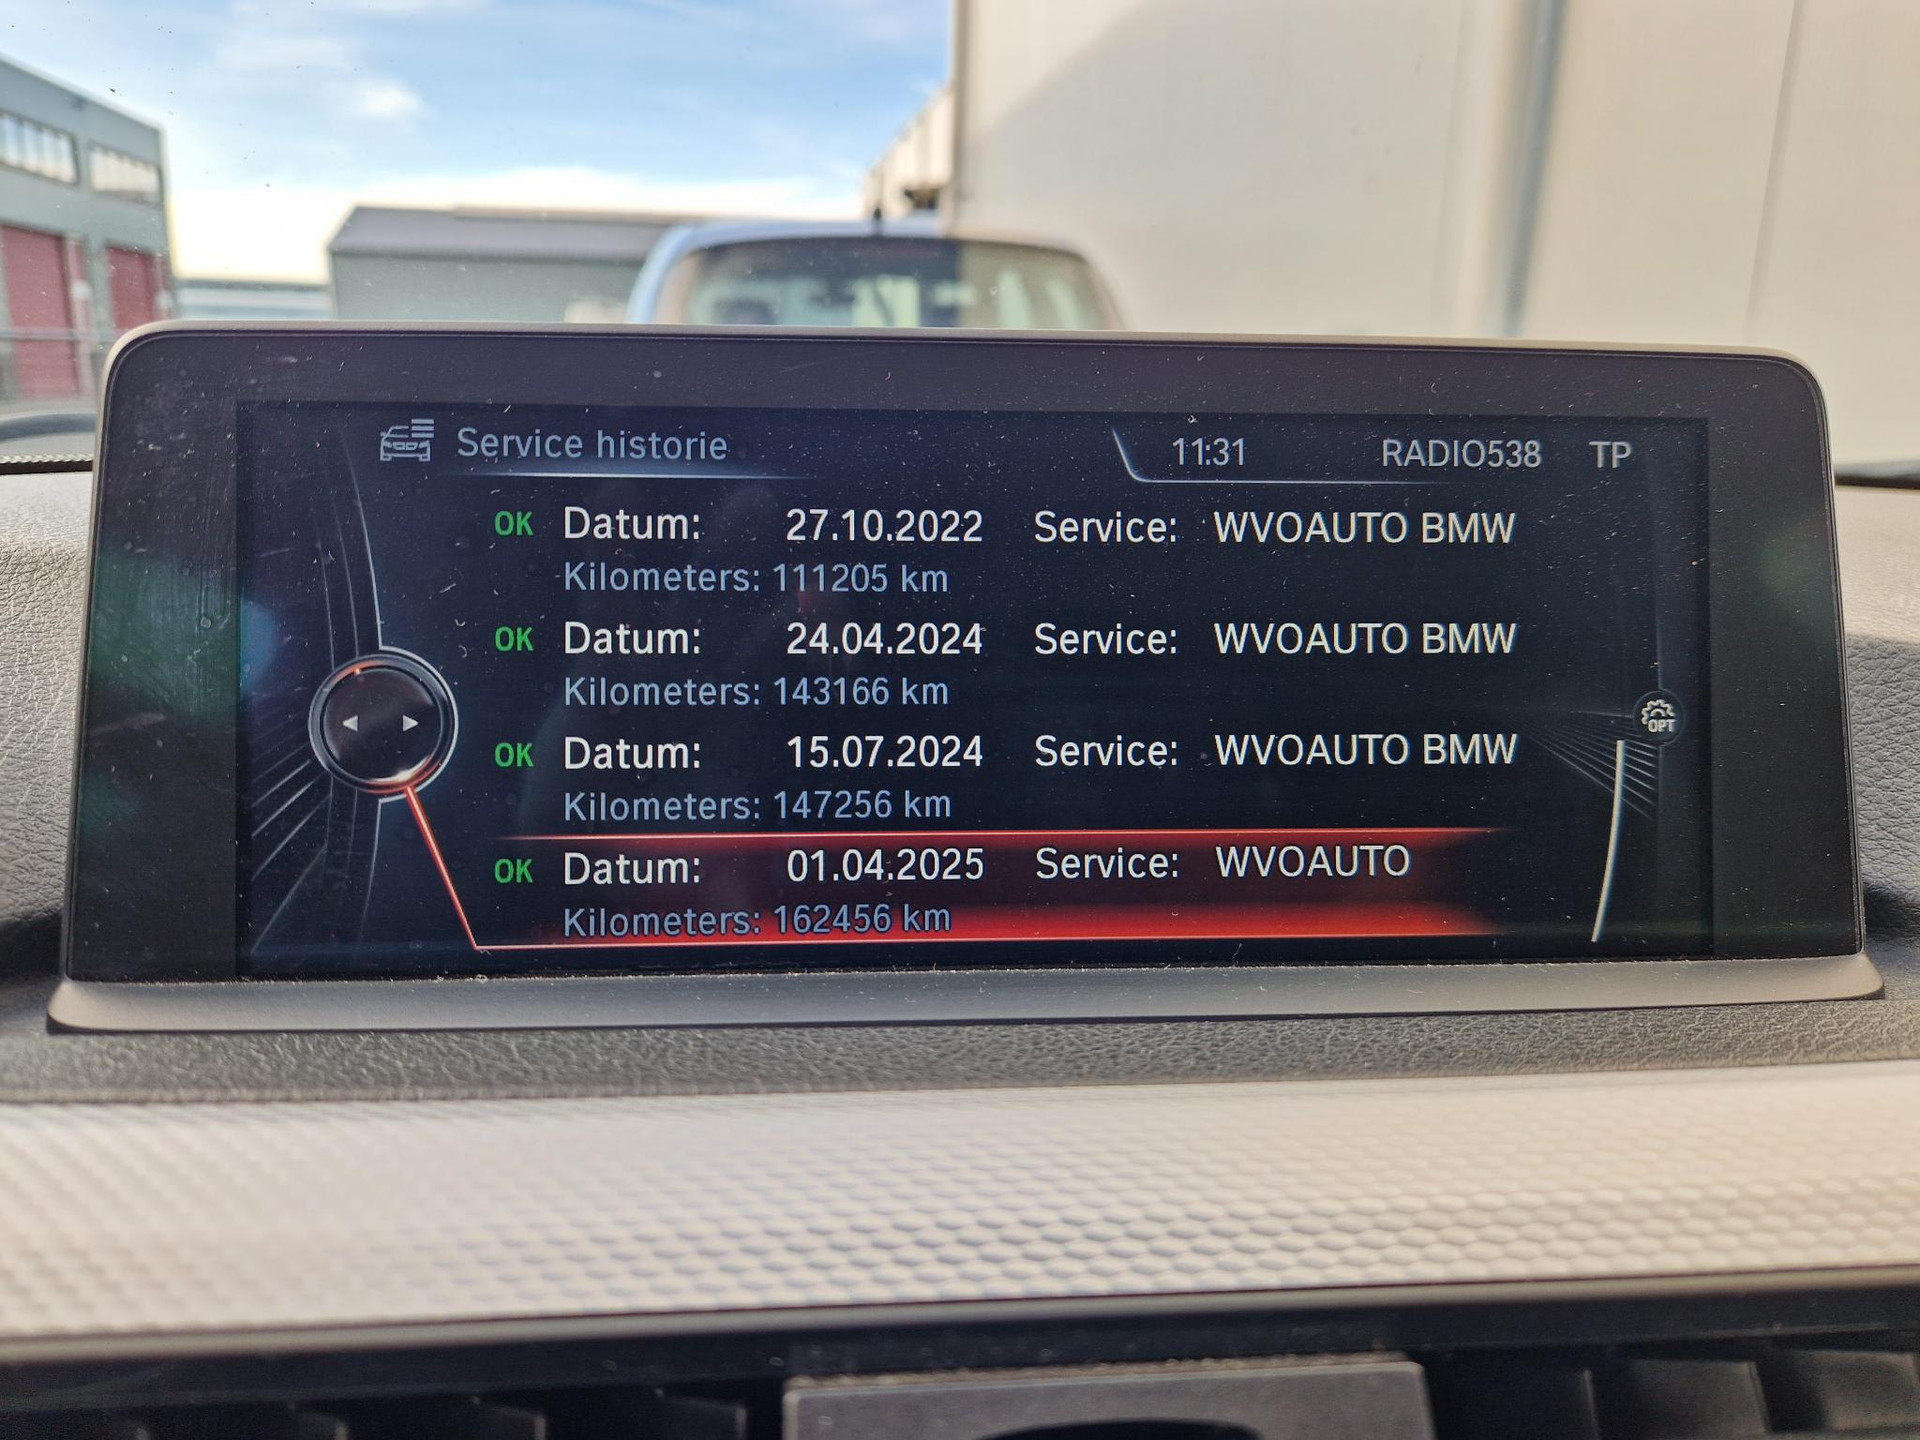 Service historie 11:31 RADIO538 TP
OK Datum: 27.10.2022 Service: WVOAUTO BMW
Kilometers: 111205 km
OK Datum: 24.04.2024 Service: WVOAUTO BMW
Kilometers: 143166 km
OK Datum: 15.07.2024 Service: WVOAUTO BMW
Kilometers: 147256 km
OPT
OK Datum: 01.04.2025 Service: WVOAUTO
Kilometers: 162456 km